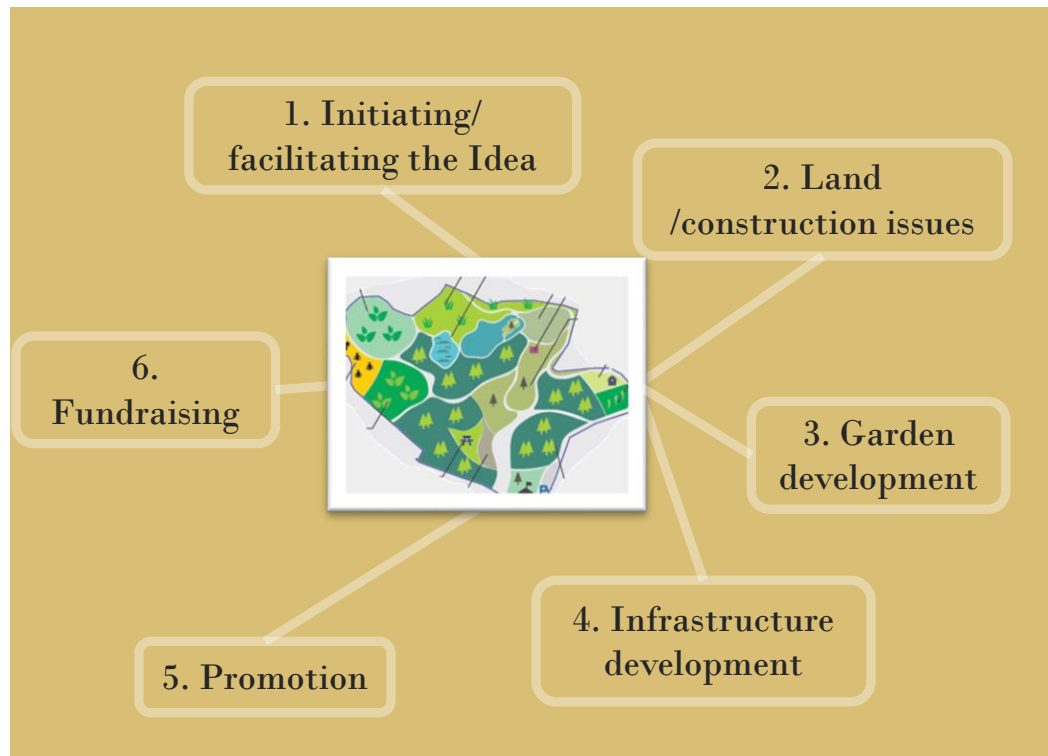 1. Initiating/
facilitating the Idea
2. Land
/construction issues
3. Garden
development
4. Infrastructure
development
5. Promotion
6.
Fundraising